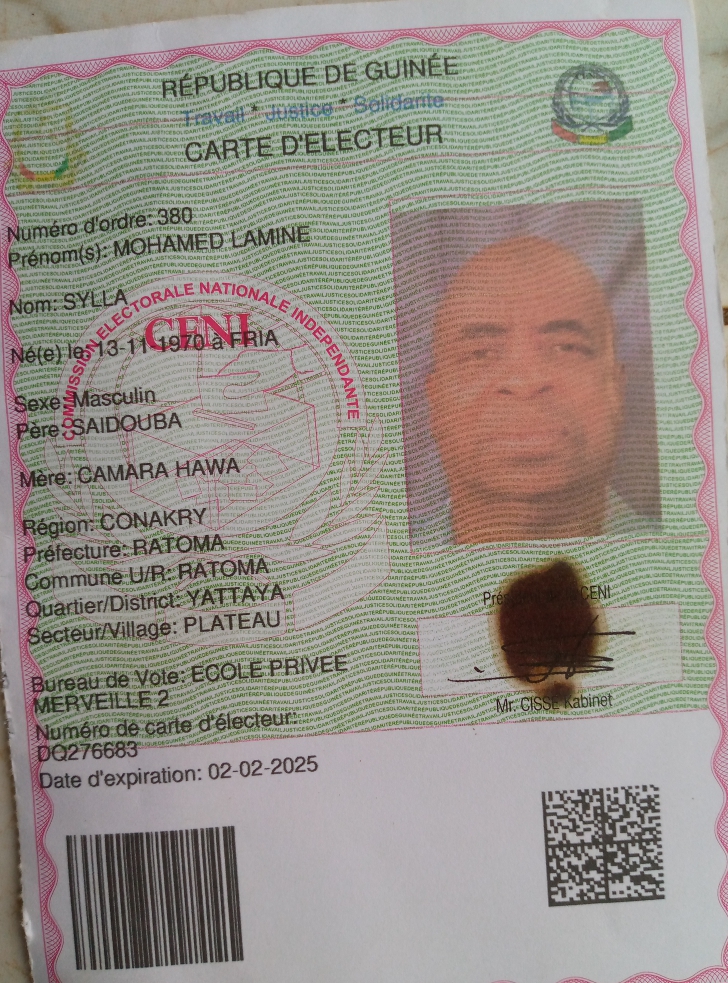 RÉPUBLIQUE DE GUINÉE
Travail * Justice * Solidarité
CARTE D'ELECTEUR
Numéro d'ordre: 380
Prénom(s): MOHAMED LAMINE
Nom: SYLLA
COMMISSION ELECTORALE NATIONALE INDEPENDANTE
CENI
Né(e) le 13-11-1970 à FRIA
Sexe: Masculin
Père: SAIDOUBA
Mère: CAMARA HAWA
Région: CONAKRY
Préfecture: RATOMA
Commune U/R: RATOMA
Quartier/District: YATTAYA
Secteur/Village: PLATEAU
CENI
Bureau de Vote: ECOLE PRIVEE
MERVEILLE 2
Mr. CISSE Kabinet
Numéro de carte d'électeur:
DQ276683
Date d'expiration: 02-02-2025